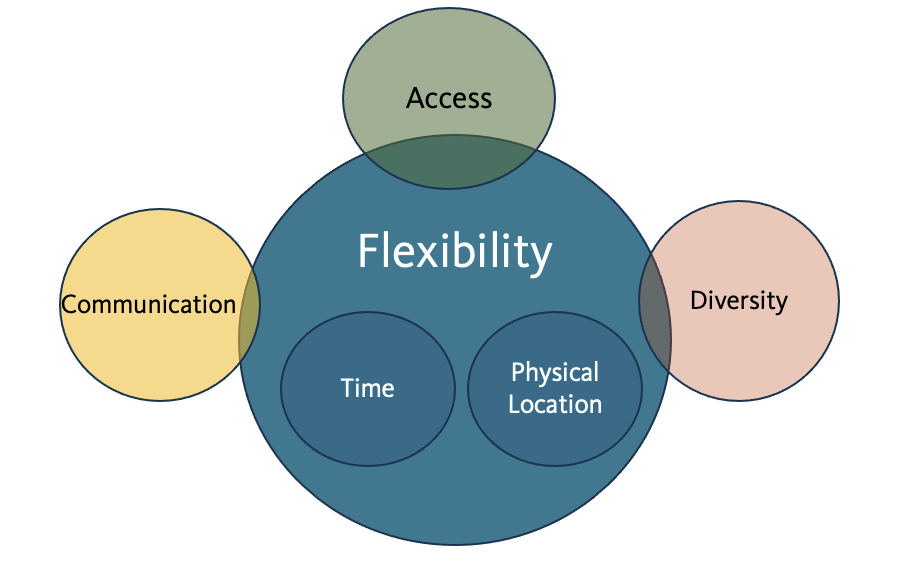 Access
Flexibility
Communication
Diversity
Time
Physical
Location